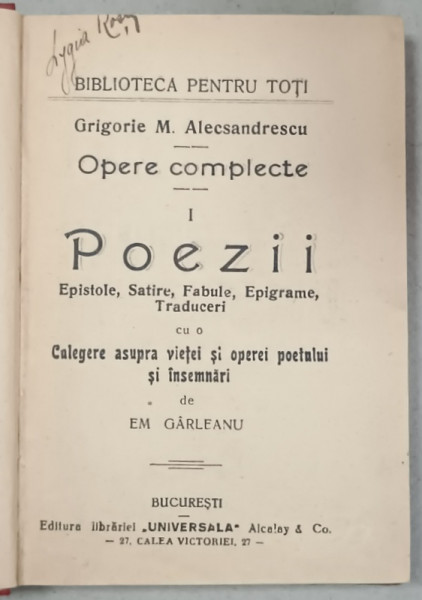 Lygia
BIBLIOTECA PENTRU TOȚI
Grigorie M. Alecsandrescu
Opere complecte
I
Poezii
Epistole, Satire, Fabule, Epigrame,
Traduceri
cu o
Culegere asupra vieței și operei poetului
și însemnări
de
EM GÂRLEANU
BUCUREȘTI
Editura librăriei „UNIVERSALA" Alcalay & Co.
— 27, CALEA VICTORIEI, 27 —